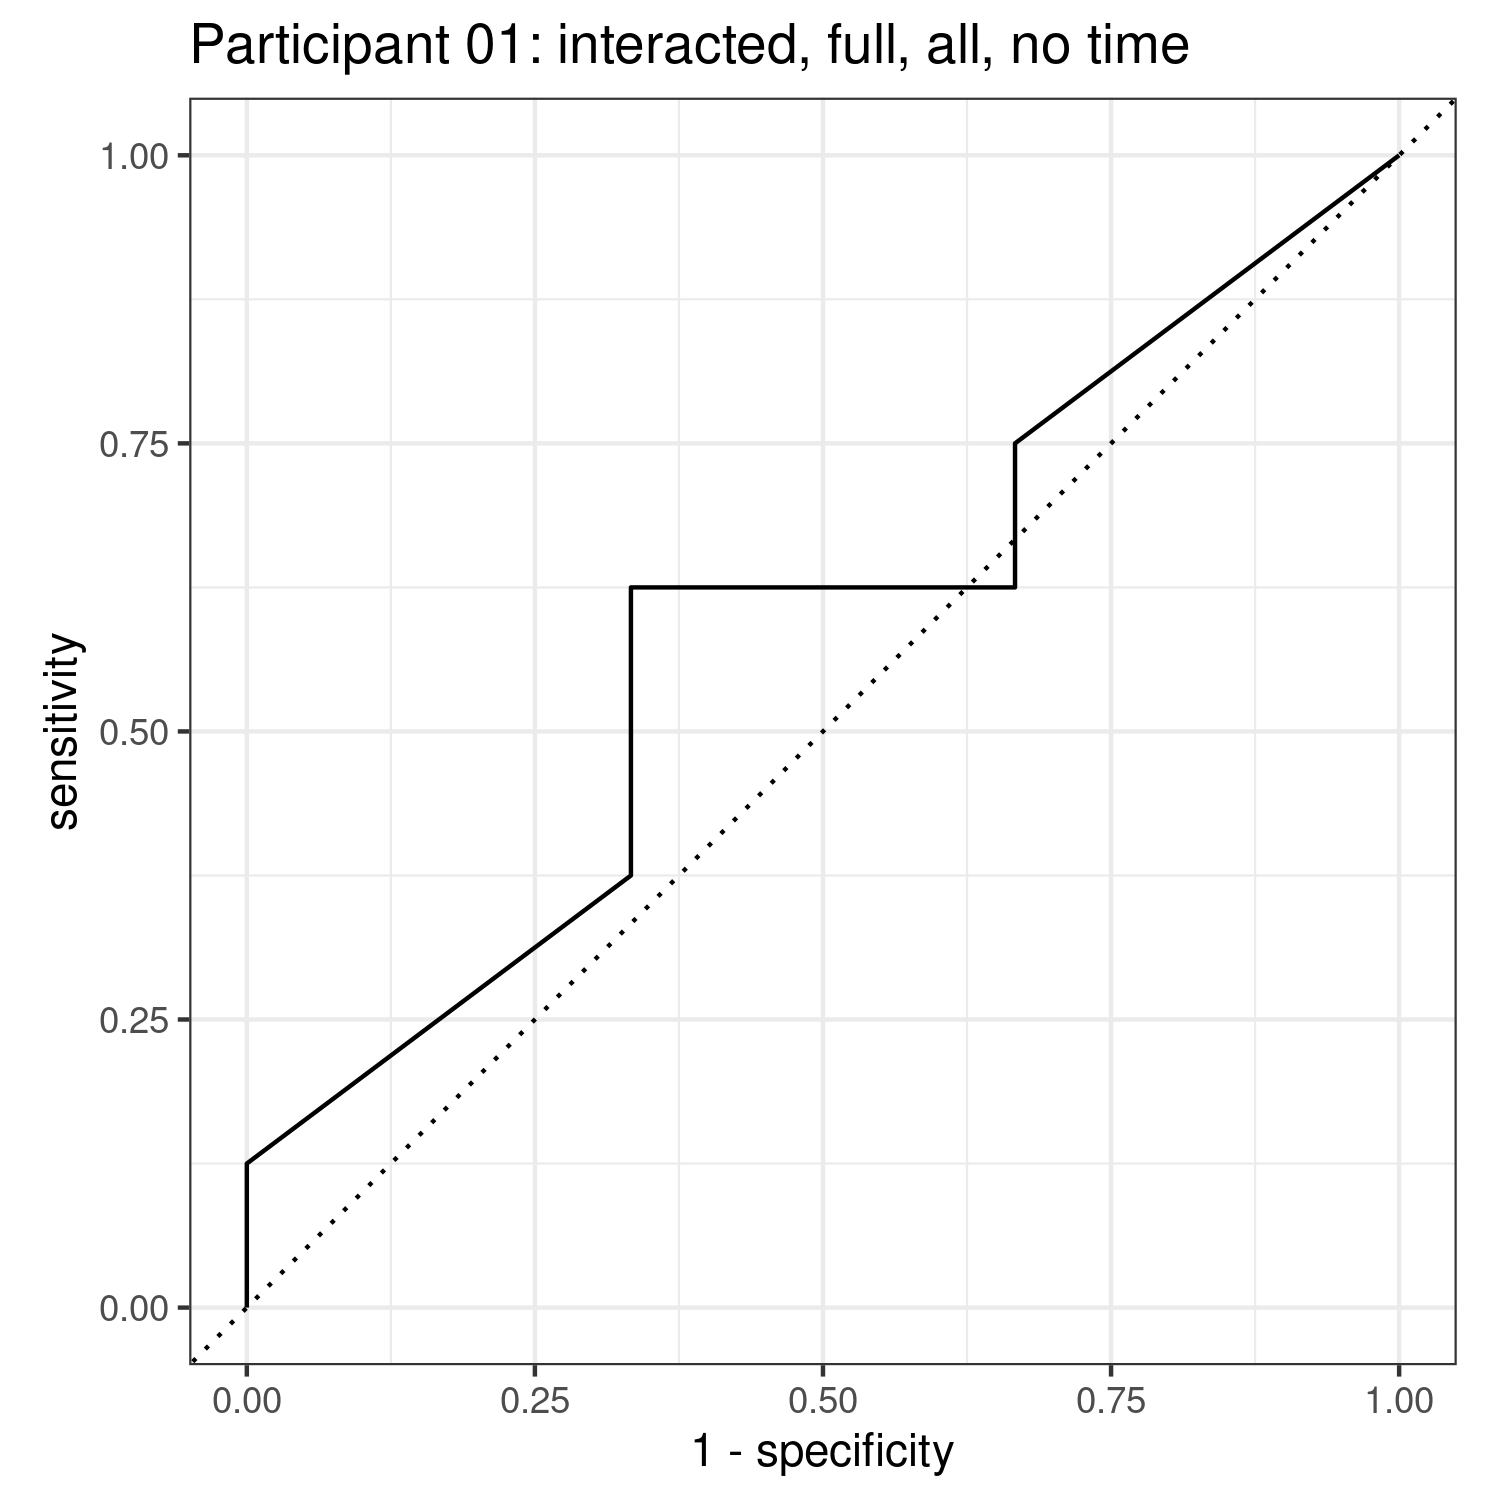 Participant 01: interacted, full, all, no time
1.00
0.75
0.50
0.25
0.00
sensitivity
0.00 0.25 0.50 0.75 1.00
1 - specificity